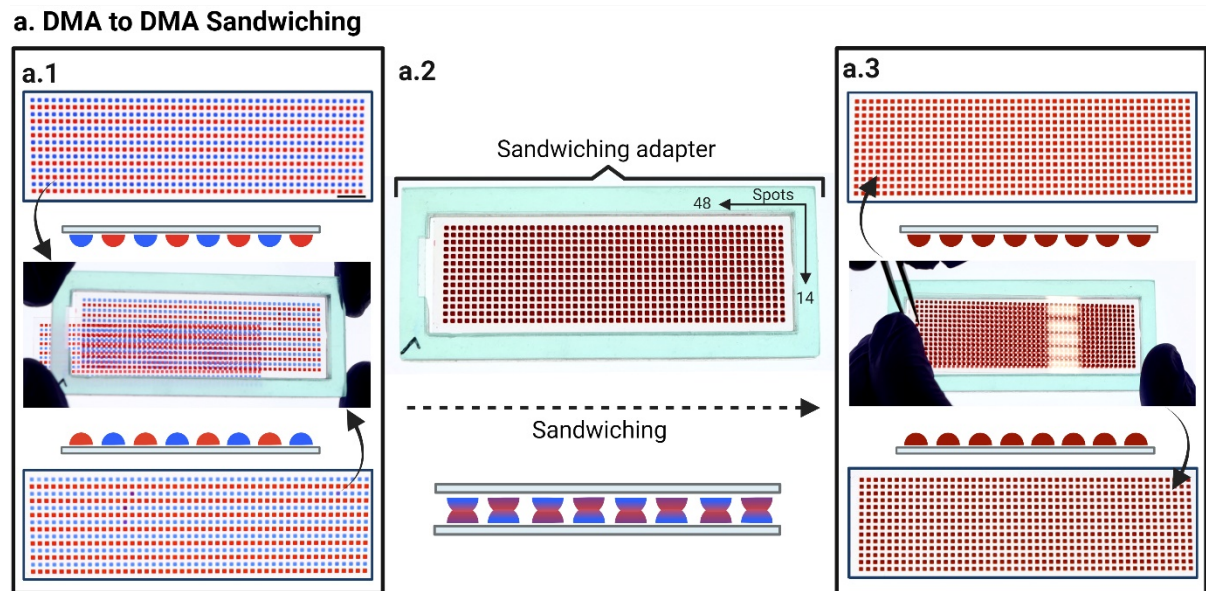 a. DMA to DMA Sandwiching
a.1
a.2
a.3
Sandwiching adapter
Spots
48
14
Sandwiching